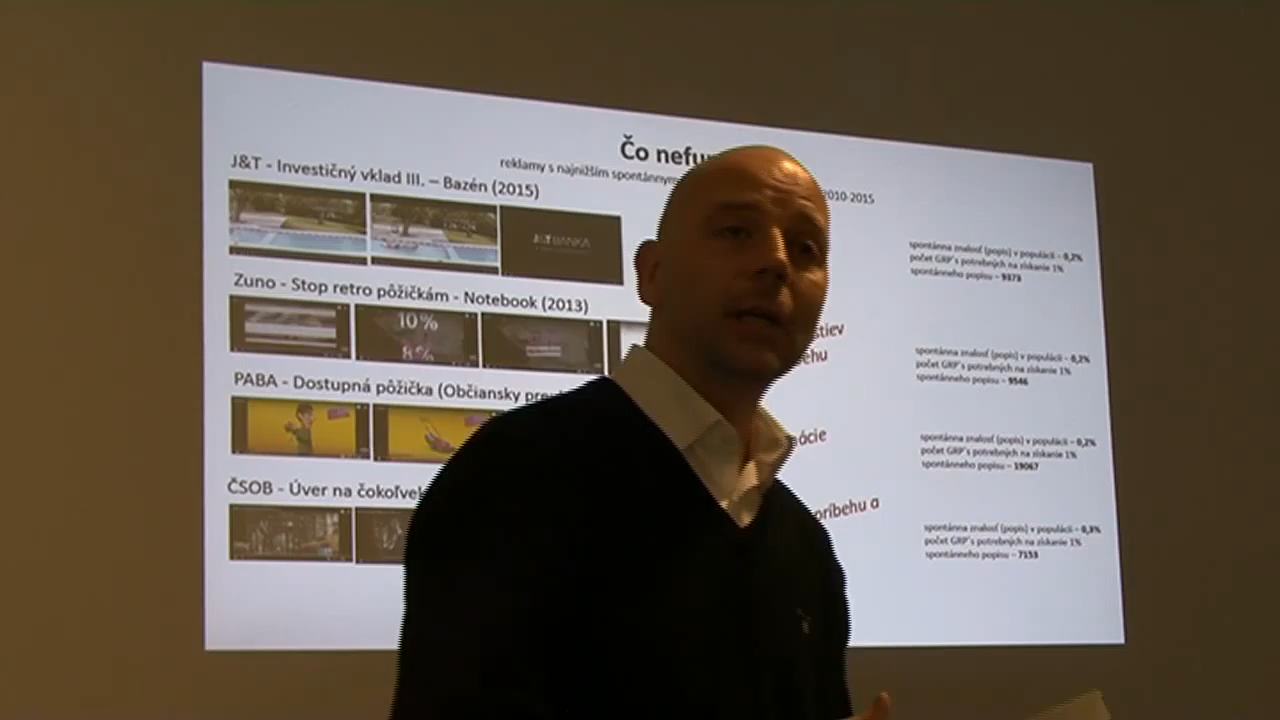 Čo nefu
reklamy s najnižším spontánnym
2010-2015
J&T - Investičný vklad III. – Bazén (2015)
J&T BANKA
spontánna znalosť (popis) v populácii – 0,2%
počet GRP's potrebných na získanie 1%
spontánneho popisu – 9373
Zuno - Stop retro pôžičkám - Notebook (2013)
10%
8%
stiev
ehu
spontánna znalosť (popis) v populácii – 0,2%
počet GRP's potrebných na získanie 1%
spontánneho popisu – 9546
PABA - Dostupná pôžička (Občiansky pre
ácie
spontánna znalosť (popis) v populácii – 0,2%
počet GRP's potrebných na získanie 1%
spontánneho popisu – 19067
ČSOB - Úver na čokoľvek
príbehu a
spontánna znalosť (popis) v populácii – 0,3%
počet GRP's potrebných na získanie 1%
spontánneho popisu – 7153